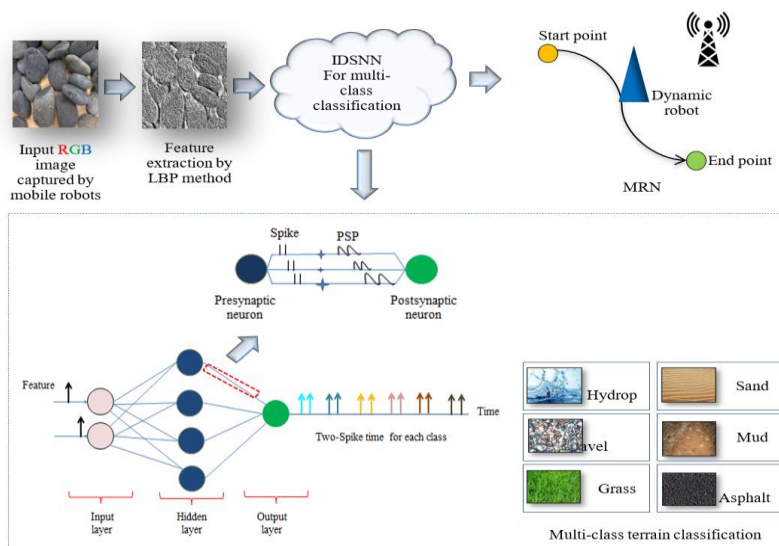 Input RGB
image
captured by
mobile robots
Feature
extraction by
LBP method
IDSNN
For multi-
class
classification
Start point
Dynamic
robot
End point
MRN
Spike
PSP
Presynaptic
neuron
Postsynaptic
neuron
Feature
Time
Two-Spike time for each class
Input
layer
Hidden
layer
Output
layer
Hydrop
Sand
avel
Mud
Grass
Asphalt
Multi-class terrain classification